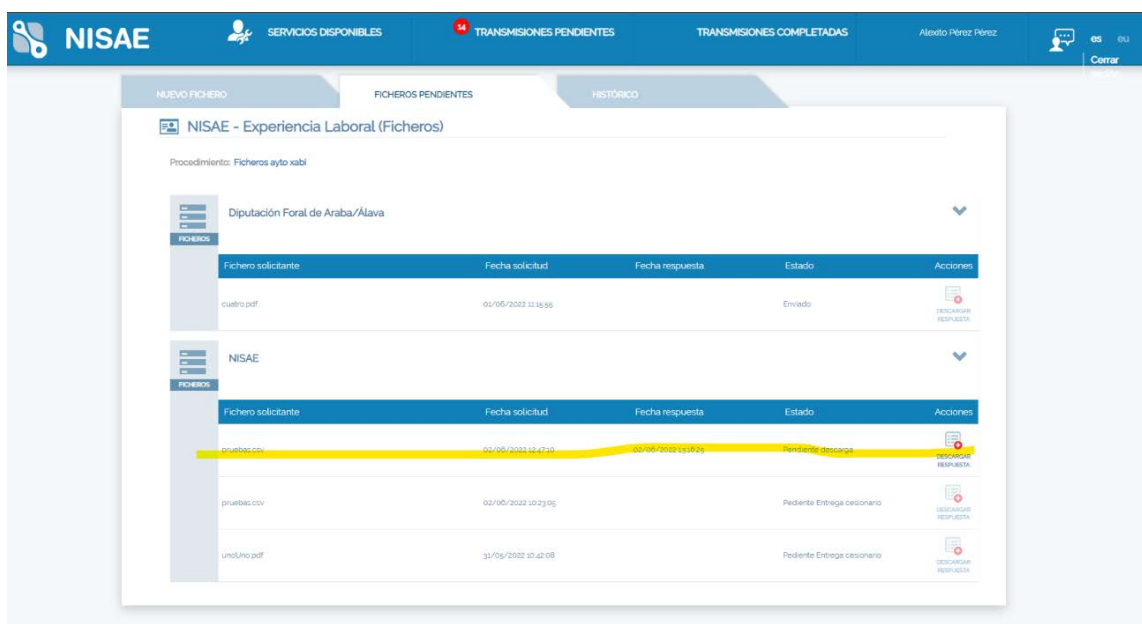 NISAE
SERVICIOS DISPONIBLES
14
TRANSMISIONES PENDIENTES
TRANSMISIONES COMPLETADAS
Alexito Pérez Pérez
es eu
Cerrar
NUEVO FICHERO
FICHEROS PENDIENTES
HISTÓRICO
NISAE - Experiencia Laboral (Ficheros)
Procedimiento: Ficheros ayto xabi
FICHEROS
Diputación Foral de Araba/Álava
Fichero solicitante Fecha solicitud Fecha respuesta Estado Acciones
cuatro.pdf 01/06/2022 11:15:55 Enviado
DESCARGAR
RESPUESTA
FICHEROS
NISAE
Fichero solicitante Fecha solicitud Fecha respuesta Estado Acciones
pruebas.csv 02/06/2022 12:47:10 02/06/2022 13:16:25 Pendiente descarga
DESCARGAR
RESPUESTA
pruebas.csv 02/06/2022 10:23:05 Pediente Entrega cesionario
DESCARGAR
RESPUESTA
unoUno.pdf 31/05/2022 10:42:08 Pediente Entrega cesionario
DESCARGAR
RESPUESTA